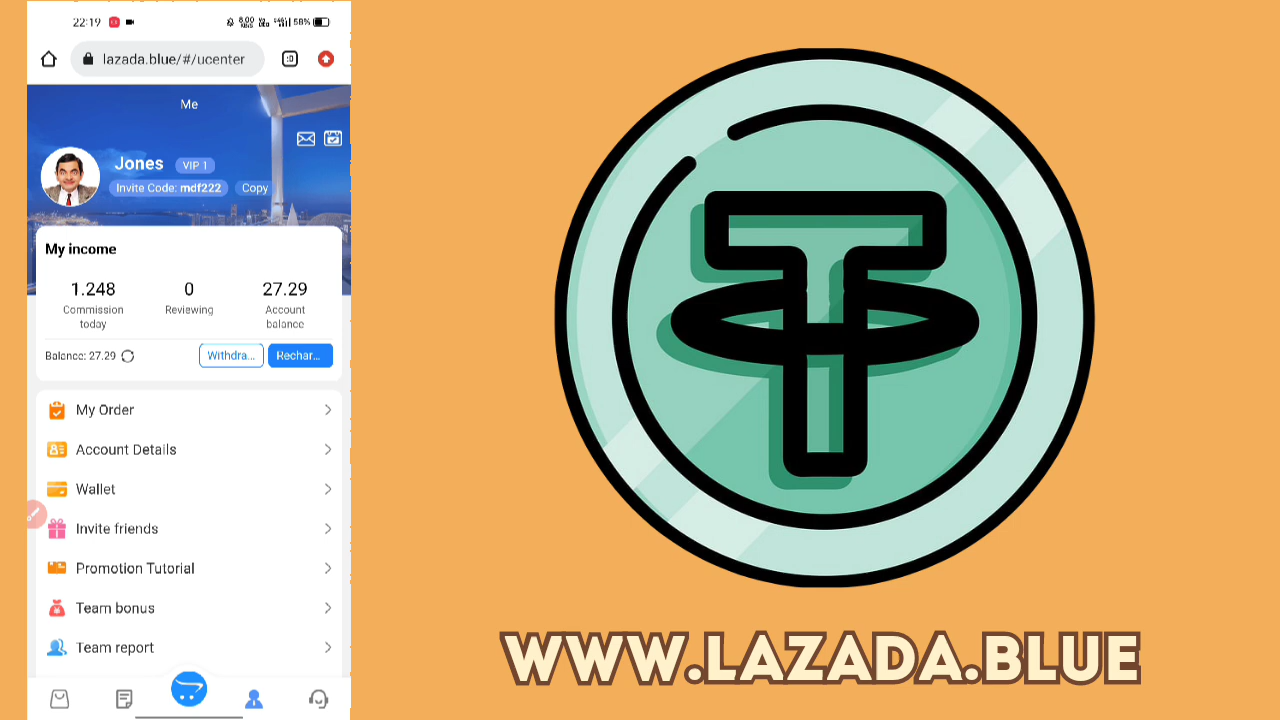 22:19
58%
lazada.blue/#/ucenter
:D
Me
Jones VIP 1
Invite Code: mdf222 Copy
My income
1.248 0 27.29
Commission today Reviewing Account balance
Balance: 27.29 Withdra... Rechar...
My Order
Account Details
Wallet
Invite friends
Promotion Tutorial
Team bonus
Team report
WWW.LAZADA.BLUE